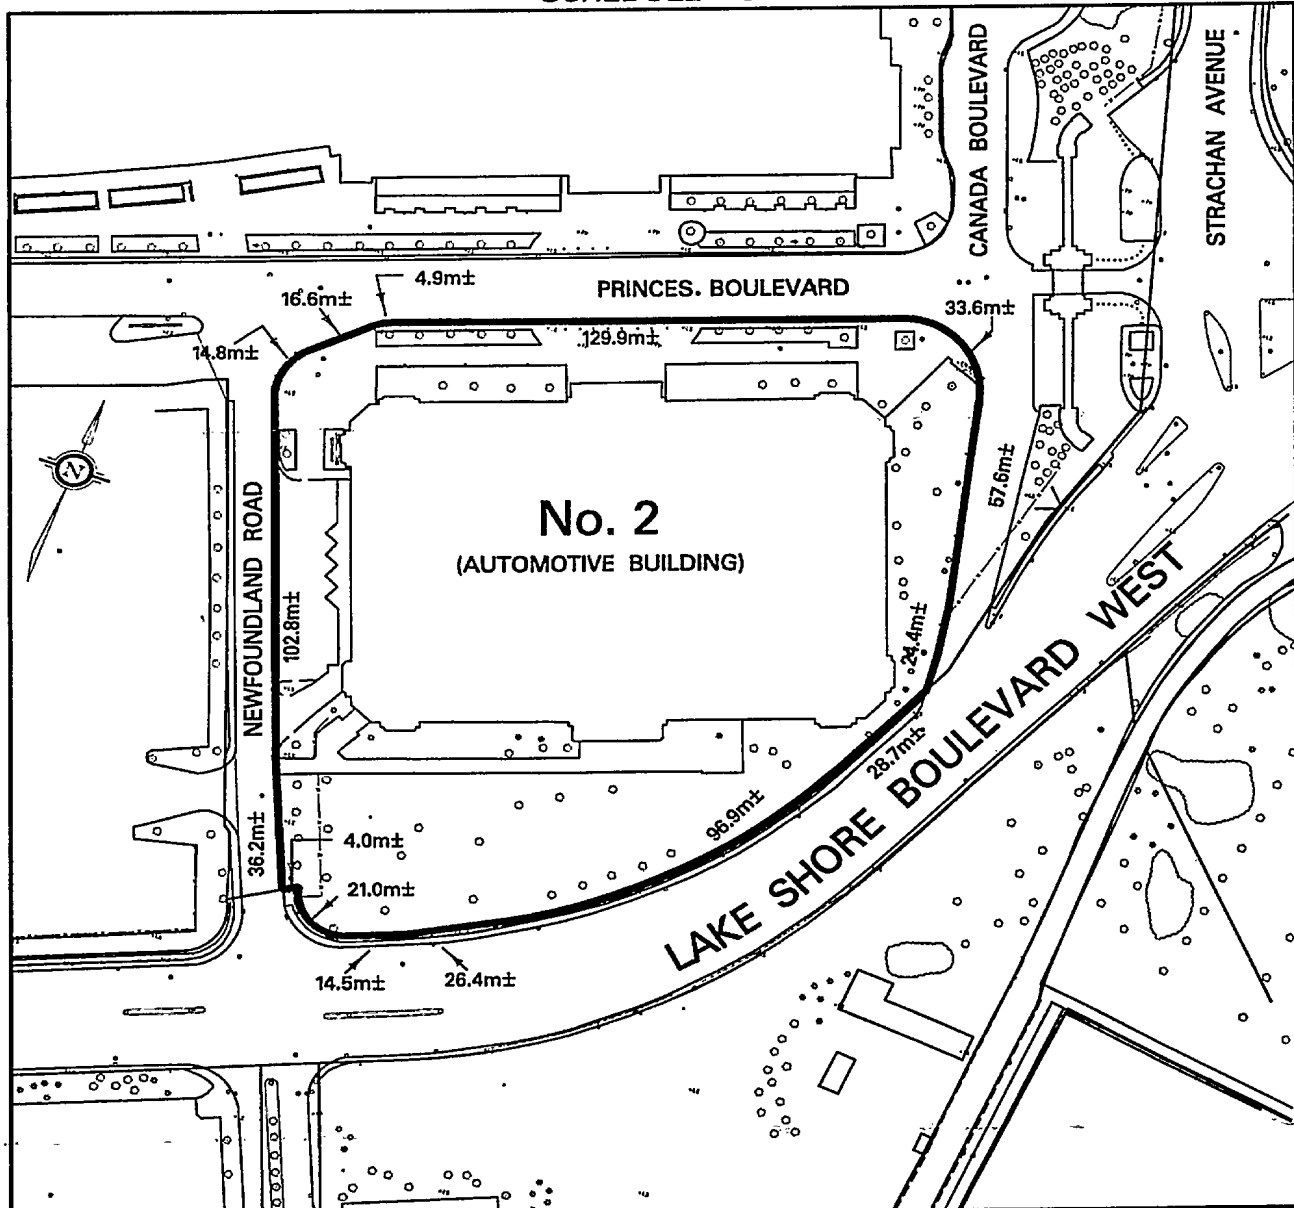 CANADA BOULEVARD
STRACHAN AVENUE
4.9m±
16.6m±
PRINCES. BOULEVARD
33.6m±
14.8m±
129.9m±
N
57.6m±
No. 2
(AUTOMOTIVE BUILDING)
NEWFOUNDLAND ROAD
102.8m±
24.4m±
LAKE SHORE BOULEVARD WEST
28.7m±
96.9m±
36.2m±
4.0m±
21.0m±
14.5m±
26.4m±